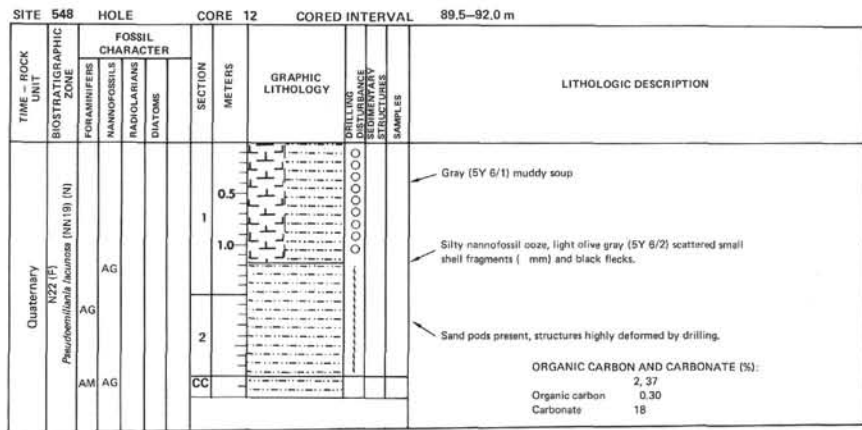 SITE 548 HOLE CORE 12 CORED INTERVAL 89.5–92.0 m
TIME – ROCK UNIT
BIOSTRATIGRAPHIC ZONE
FOSSIL CHARACTER
FORAMINIFERS
NANNOFOSSILS
RADIOLARIANS
DIATOMS
SECTION
METERS
GRAPHIC LITHOLOGY
DRILLING DISTURBANCE
SEDIMENTARY STRUCTURES
SAMPLES
LITHOLOGIC DESCRIPTION
Quaternary
N22 (F)
Pseudoemiliania lacunosa (NN19) (N)
AG
AG
AM AG
1
2
CC
0.5
1.0
Gray (5Y 6/1) muddy soup
Silty nannofossil ooze, light olive gray (5Y 6/2) scattered small
shell fragments ( mm) and black flecks.
Sand pods present, structures highly deformed by drilling.
ORGANIC CARBON AND CARBONATE (%):
2, 37
Organic carbon 0.30
Carbonate 18